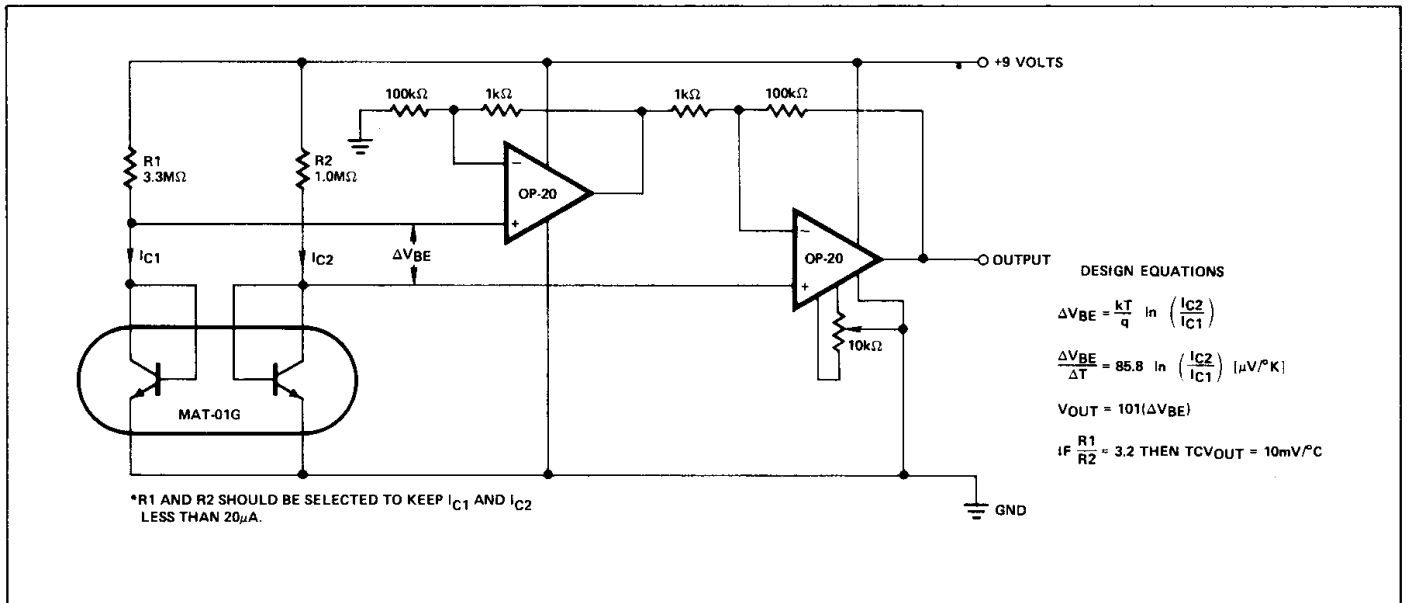 +9 VOLTS
100kΩ
1kΩ
1kΩ
100kΩ
R1
3.3MΩ
R2
1.0MΩ
−
OP-20
+
IC1
IC2
ΔVBE
−
OP-20
+
OUTPUT
10kΩ
MAT-01G
DESIGN EQUATIONS
ΔVBE = kT/q ln (IC2/IC1)
ΔVBE/ΔT = 85.8 ln (IC2/IC1) [μV/°K]
VOUT = 101(ΔVBE)
IF R1/R2 = 3.2 THEN TCVOUT = 10mV/°C
*R1 AND R2 SHOULD BE SELECTED TO KEEP IC1 AND IC2
LESS THAN 20μA.
GND